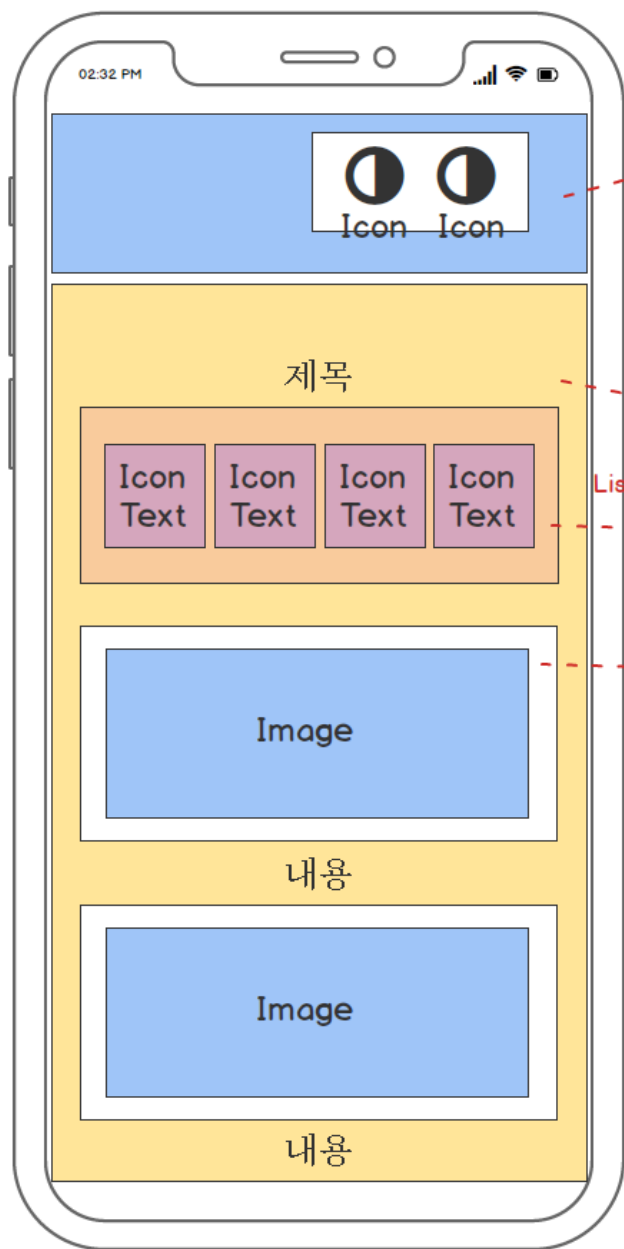 02:32 PM
Icon Icon
제목
Icon Icon Icon Icon
Text Text Text Text
Lis
Image
내용
Image
내용